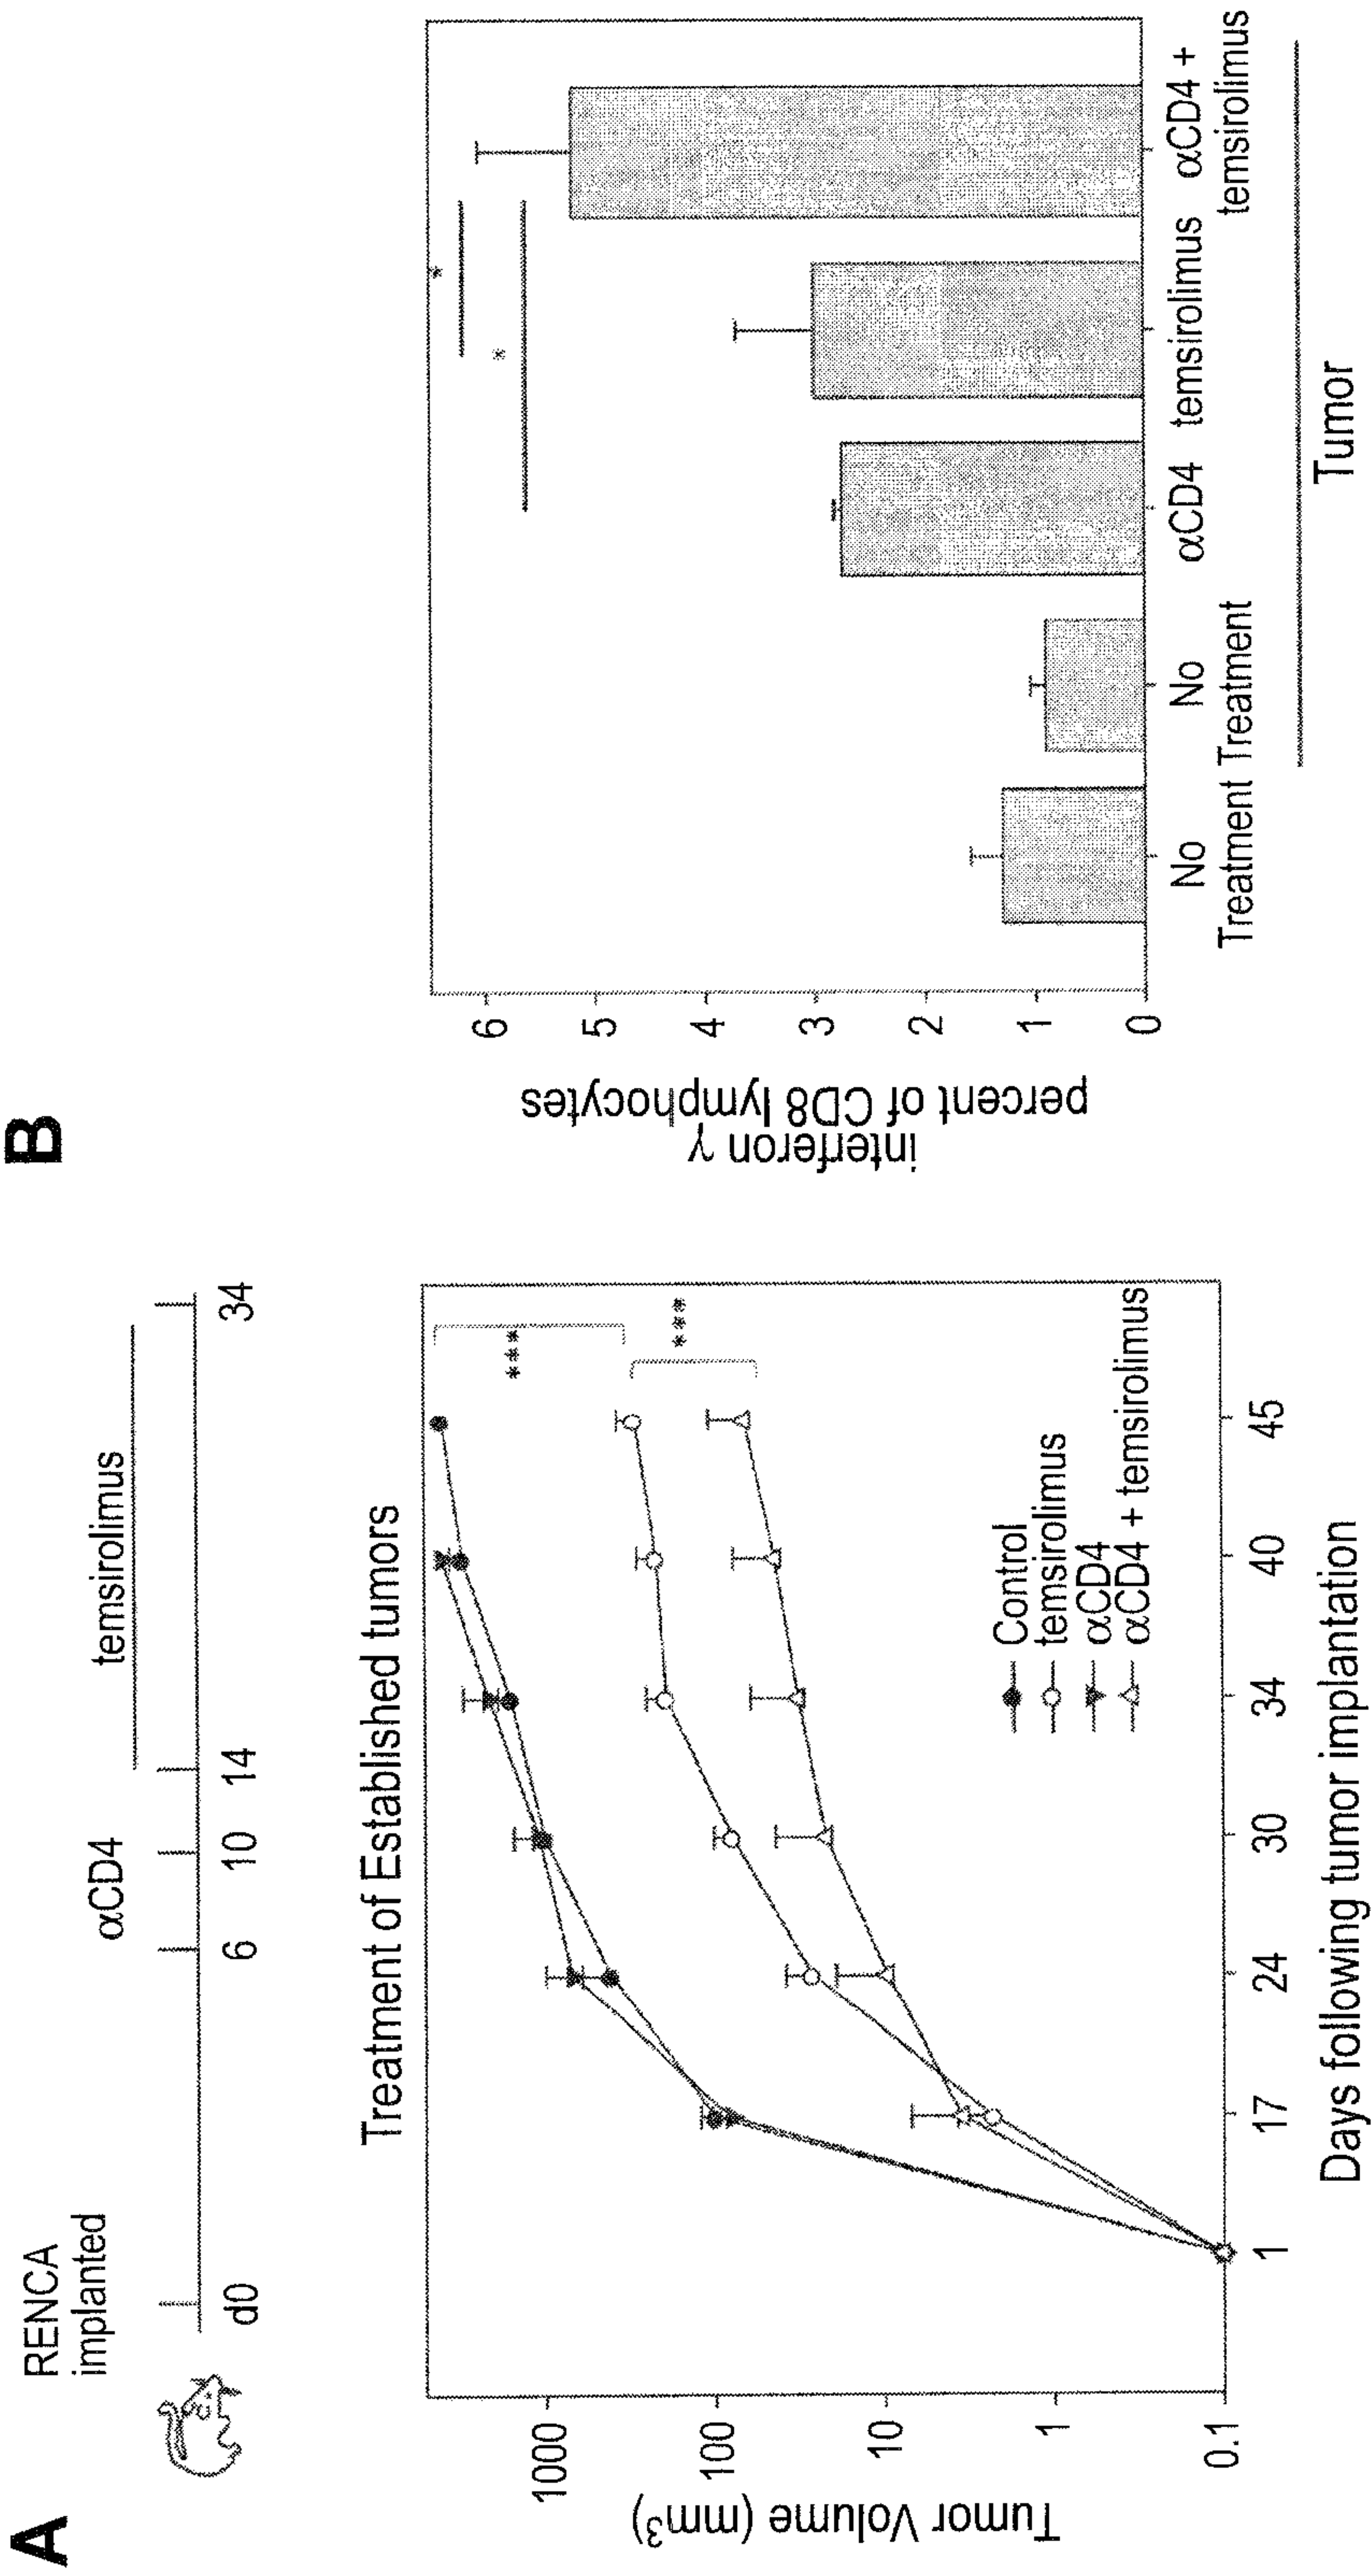 A
RENCA
implanted
αCD4
temsirolimus
d0
6
10
14
34
Treatment of Established tumors
Tumor Volume (mm³)
1000
100
10
1
0.1
***
***
Control
temsirolimus
αCD4
αCD4 + temsirolimus
1
17
24
30
34
40
45
Days following tumor implantation
B
interferon γ
percent of CD8 lymphocytes
6
5
4
3
2
1
0
*
*
No
Treatment
No
Treatment
αCD4
temsirolimus
αCD4 +
temsirolimus
Tumor